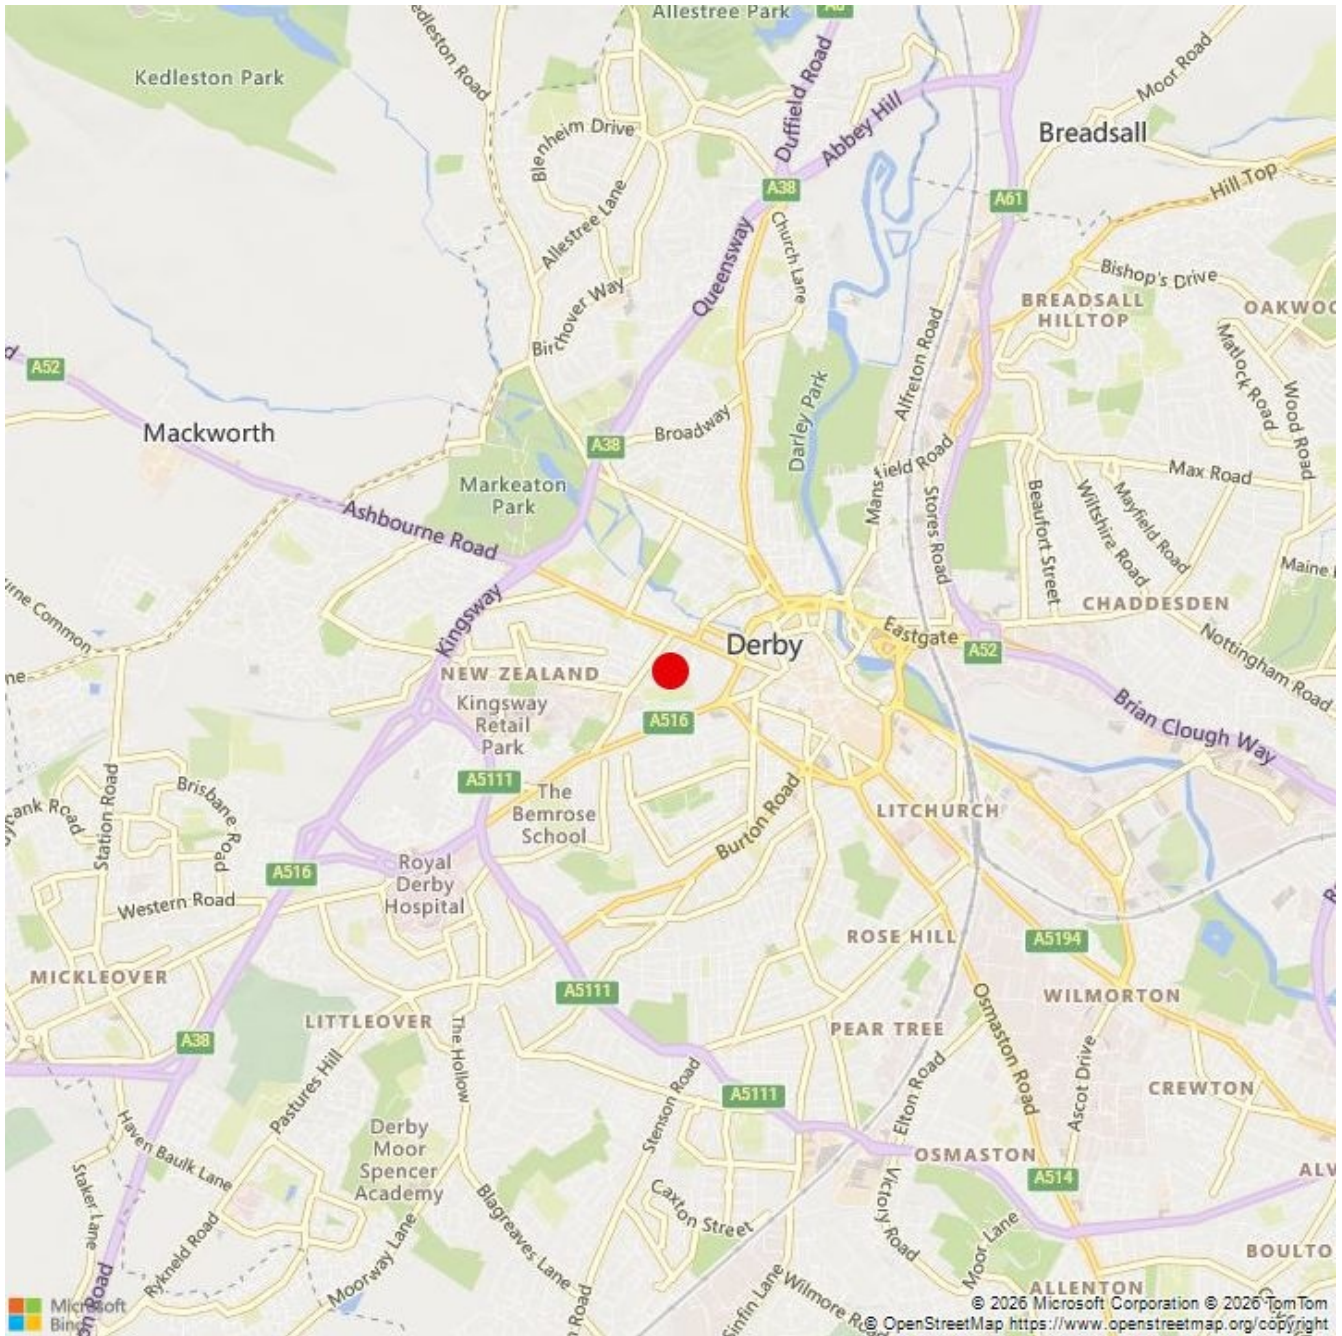 Allestree Park
Kedleston Park
Duffield Road
Abbey Hill
Moor Road
Breadsall
Blenheim Drive
A38
A61
Hill Top
Allestree Lane
Church Lane
Queensway
Bishop's Drive
BREADSALL
HILLTOP
Birchover Way
Alfreton Road
Matlock Road
Wood Road
A52
Darley Park
Mackworth
A38
Broadway
Mansfield Road
Max Road
Markeaton
Park
Stores Road
Beaufort Street
Wiltshire Road
Mayfield Road
Ashbourne Road
Maine
Kingsway
CHADDESDEN
Eastgate
A52
Derby
Nottingham Road
NEW ZEALAND
Kingsway
Retail
Park
A516
Brian Clough Way
A5111
The
Bemrose
School
Station Road
Brisbane Road
Burton Road
LITCHURCH
A516
Royal
Derby
Hospital
Western Road
ROSE HILL
A5194
MICKLEOVER
A5111
WILMORTON
LITTLEOVER
The Hollow
PEAR TREE
Osmaston Road
A38
Pastures Hill
Stenson Road
A5111
Elton Road
Ascot Drive
CREWTON
Haven Baulk Lane
Derby
Moor
Spencer
Academy
OSMASTON
A514
Staker Lane
Caxton Street
Victory Road
Moor Lane
Rykneld Road
Moorway Lane
Blagreaves Lane
Sinfin Lane
Wilmore
ALLENTON
Microsoft
Bing
© 2026 Microsoft Corporation © 2026 TomTom
© OpenStreetMap https://www.openstreetmap.org/copyright